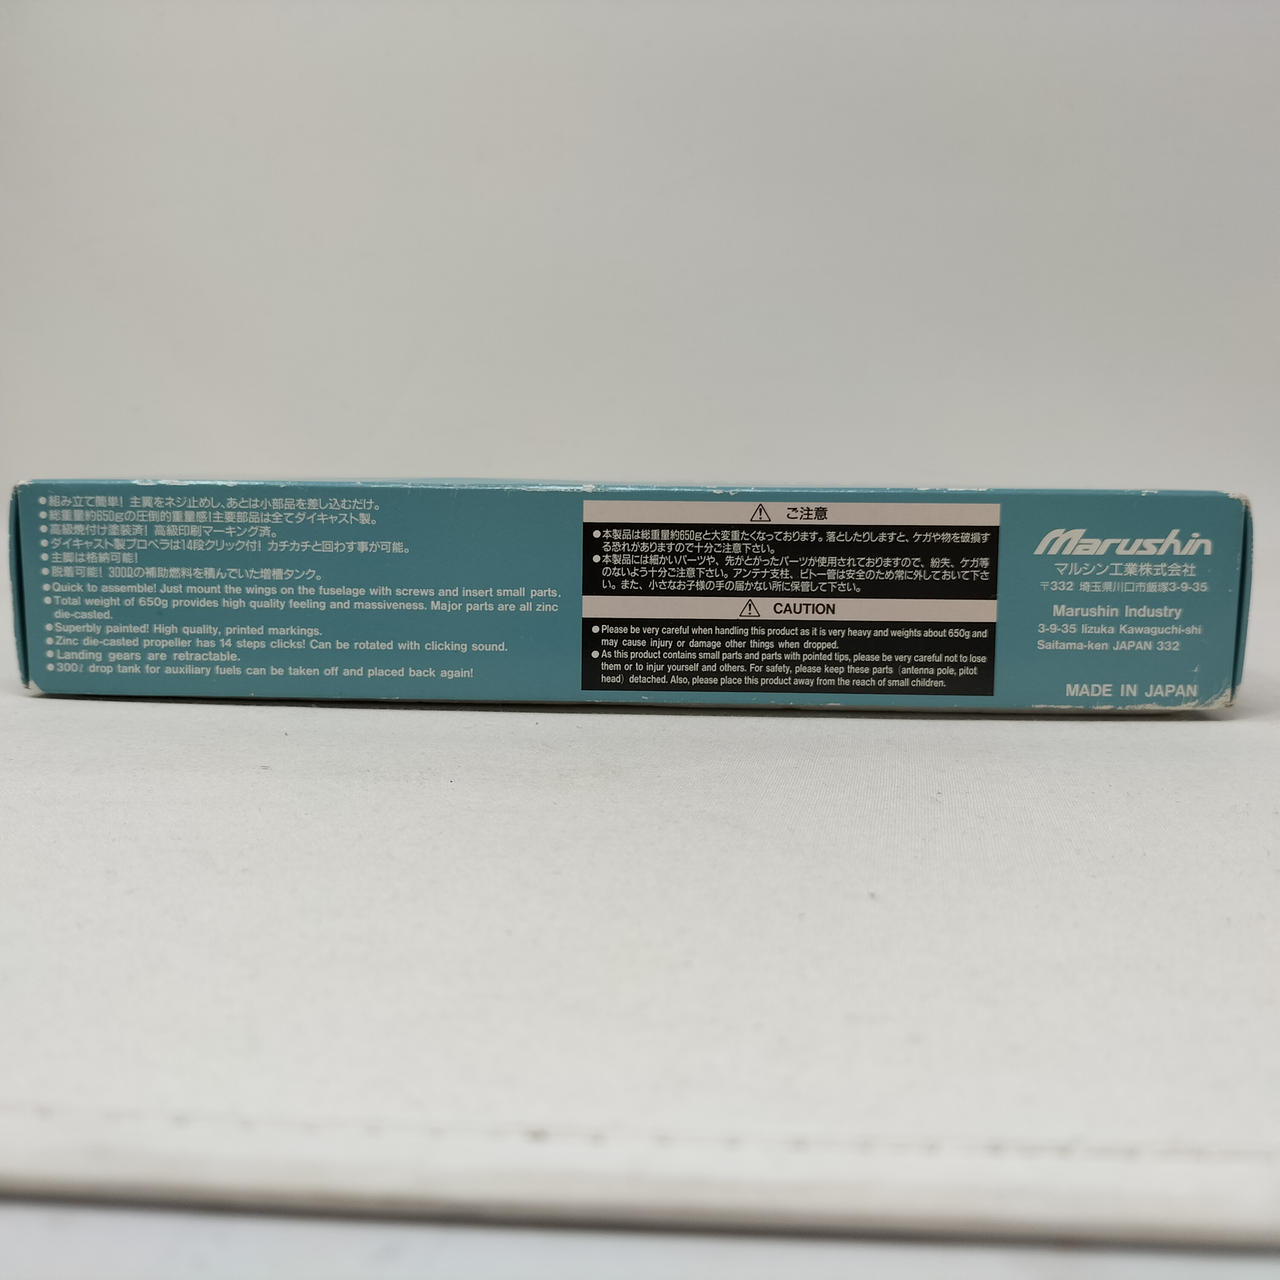 ●組み立て簡単! 主翼をネジ止めし、あとは小部品を差し込むだけ。
●総重量約650gの圧倒的重量感!主要部品は全てダイキャスト製。
●高級焼付け塗装済! 高級印刷マーキング済。
●ダイキャスト製プロペラは14段クリック付! カチカチと回わす事が可能。
●主脚は格納可能!
●脱着可能! 300ℓの補助燃料を積んでいた増槽タンク。
●Quick to assemble! Just mount the wings on the fuselage with screws and insert small parts.
●Total weight of 650g provides high quality feeling and massiveness. Major parts are all zinc
die-casted.
●Superbly painted! High quality, printed markings.
●Zinc die-casted propeller has 14 steps clicks! Can be rotated with clicking sound.
●Landing gears are retractable.
●300ℓ drop tank for auxiliary fuels can be taken off and placed back again!
⚠ ご注意
●本製品は総重量約650gと大変重たくなっております。落としたりしますと、ケガや物を破損す
る恐れがありますので十分ご注意下さい。
●本製品には細かいパーツや、先がとがったパーツが使用されておりますので、紛失、ケガ等
のないよう十分ご注意下さい。アンテナ支柱、ピトー管は安全のため常に外しておいて下さ
い。また、小さなお子様の手の届かない所に保管して下さい。
⚠ CAUTION
●Please be very careful when handling this product as it is very heavy and weights about 650g and
may cause injury or damage other things when dropped.
●As this product contains small parts and parts with pointed tips, please be very careful not to lose
them or to injur yourself and others. For safety, please keep these parts (antenna pole, pitot
head) detached. Also, please place this product away from the reach of small children.
Marushin
マルシン工業株式会社
〒332 埼玉県川口市飯塚3-9-35
Marushin Industry
3-9-35 Iizuka Kawaguchi-shi
Saitama-ken JAPAN 332
MADE IN JAPAN